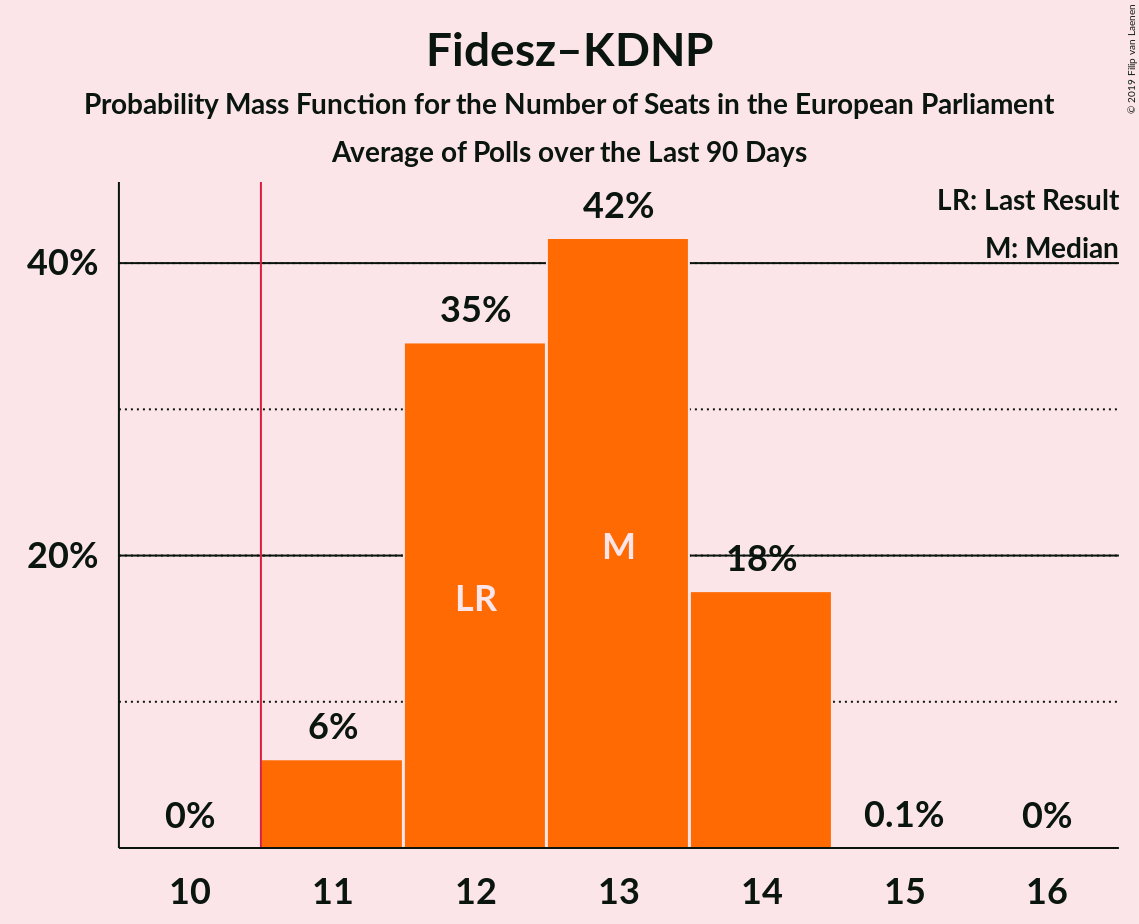 Fidesz–KDNP
Probability Mass Function for the Number of Seats in the European Parliament
Average of Polls over the Last 90 Days
© 2019 Filip van Laenen
LR: Last Result
M: Median
40%
20%
0%
6%
35%
42%
18%
0.1%
0%
LR
M
10
11
12
13
14
15
16